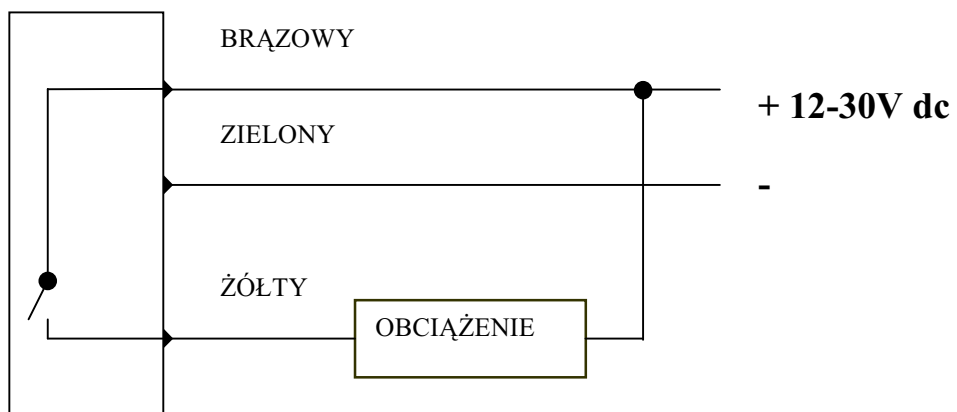 BRĄZOWY
+ 12-30V dc
ZIELONY
-
ŻÓŁTY
OBCIĄŻENIE